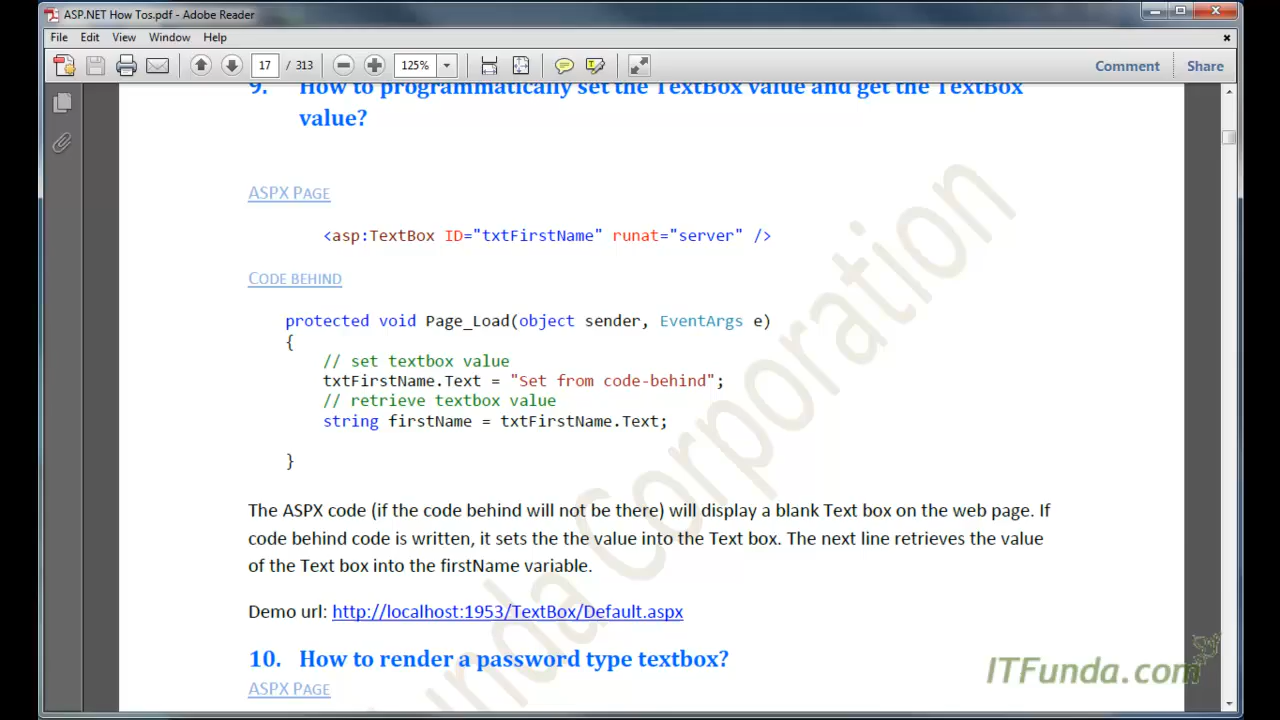 ASP.NET How Tos.pdf - Adobe Reader
File Edit View Window Help
17 / 313 125% Comment Share
9. How to programmatically set the TextBox value and get the TextBox
value?
ASPX PAGE
<asp:TextBox ID="txtFirstName" runat="server" />
CODE BEHIND
protected void Page_Load(object sender, EventArgs e)
{
// set textbox value
txtFirstName.Text = "Set from code-behind";
// retrieve textbox value
string firstName = txtFirstName.Text;
}
The ASPX code (if the code behind will not be there) will display a blank Text box on the web page. If
code behind code is written, it sets the the value into the Text box. The next line retrieves the value
of the Text box into the firstName variable.
Demo url: http://localhost:1953/TextBox/Default.aspx
10. How to render a password type textbox?
ASPX PAGE
ITFunda.com
Corporation